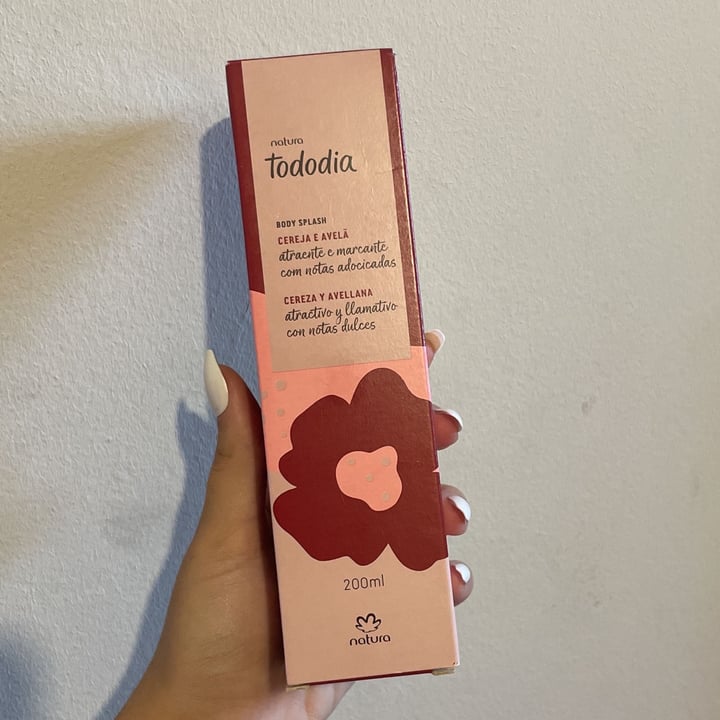 natura
tododia
BODY SPLASH
CEREJA E AVELÃ
atraente e marcante
com notas adocicadas
CEREZA Y AVELLANA
atractivo y llamativo
con notas dulces
200ml
natura